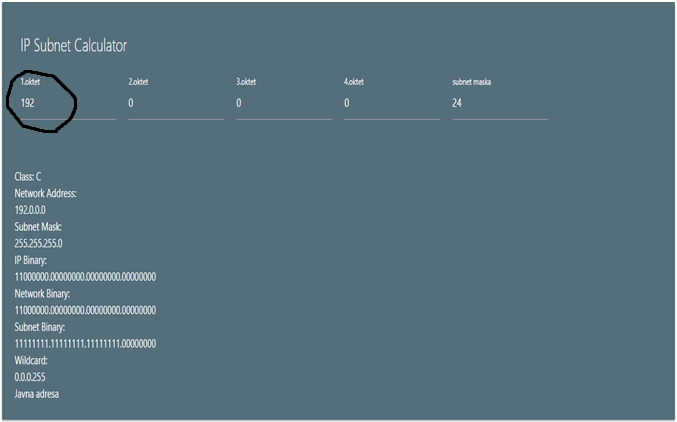 IP Subnet Calculator
1.oktet 2.oktet 3.oktet 4.oktet subnet maska
192 0 0 0 24
Class: C
Network Address:
192.0.0.0
Subnet Mask:
255.255.255.0
IP Binary:
11000000.00000000.00000000.00000000
Network Binary:
11000000.00000000.00000000.00000000
Subnet Binary:
11111111.11111111.11111111.00000000
Wildcard:
0.0.0.255
Javna adresa